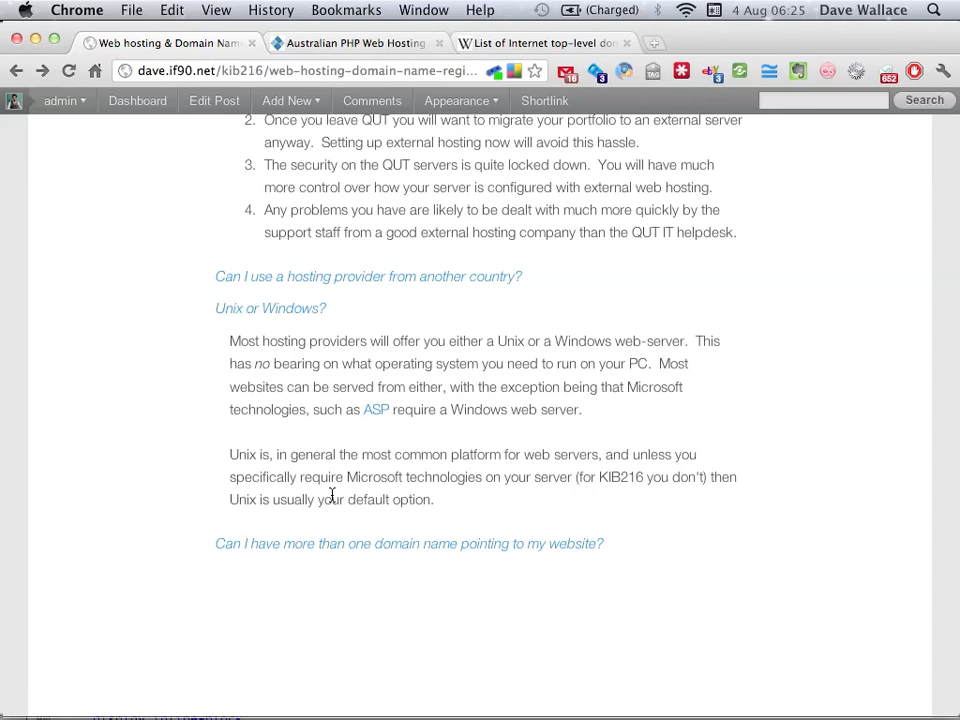 Chrome File Edit View History Bookmarks Window Help (Charged) 4 Aug 06:25 Dave Wallace
Web hosting & Domain Nam
Australian PHP Web Hosting
List of Internet top-level don
dave.if90.net/kib216/web-hosting-domain-name-regi...
16 3 TAG 3 652
admin Dashboard Edit Post Add New Comments Appearance Shortlink Search
2. Once you leave QUT you will want to migrate your portfolio to an external server
anyway. Setting up external hosting now will avoid this hassle.
3. The security on the QUT servers is quite locked down. You will have much
more control over how your server is configured with external web hosting.
4. Any problems you have are likely to be dealt with much more quickly by the
support staff from a good external hosting company than the QUT IT helpdesk.
Can I use a hosting provider from another country?
Unix or Windows?
Most hosting providers will offer you either a Unix or a Windows web-server. This
has no bearing on what operating system you need to run on your PC. Most
websites can be served from either, with the exception being that Microsoft
technologies, such as ASP require a Windows web server.
Unix is, in general the most common platform for web servers, and unless you
specifically require Microsoft technologies on your server (for KIB216 you don't) then
Unix is usually your default option.
Can I have more than one domain name pointing to my website?